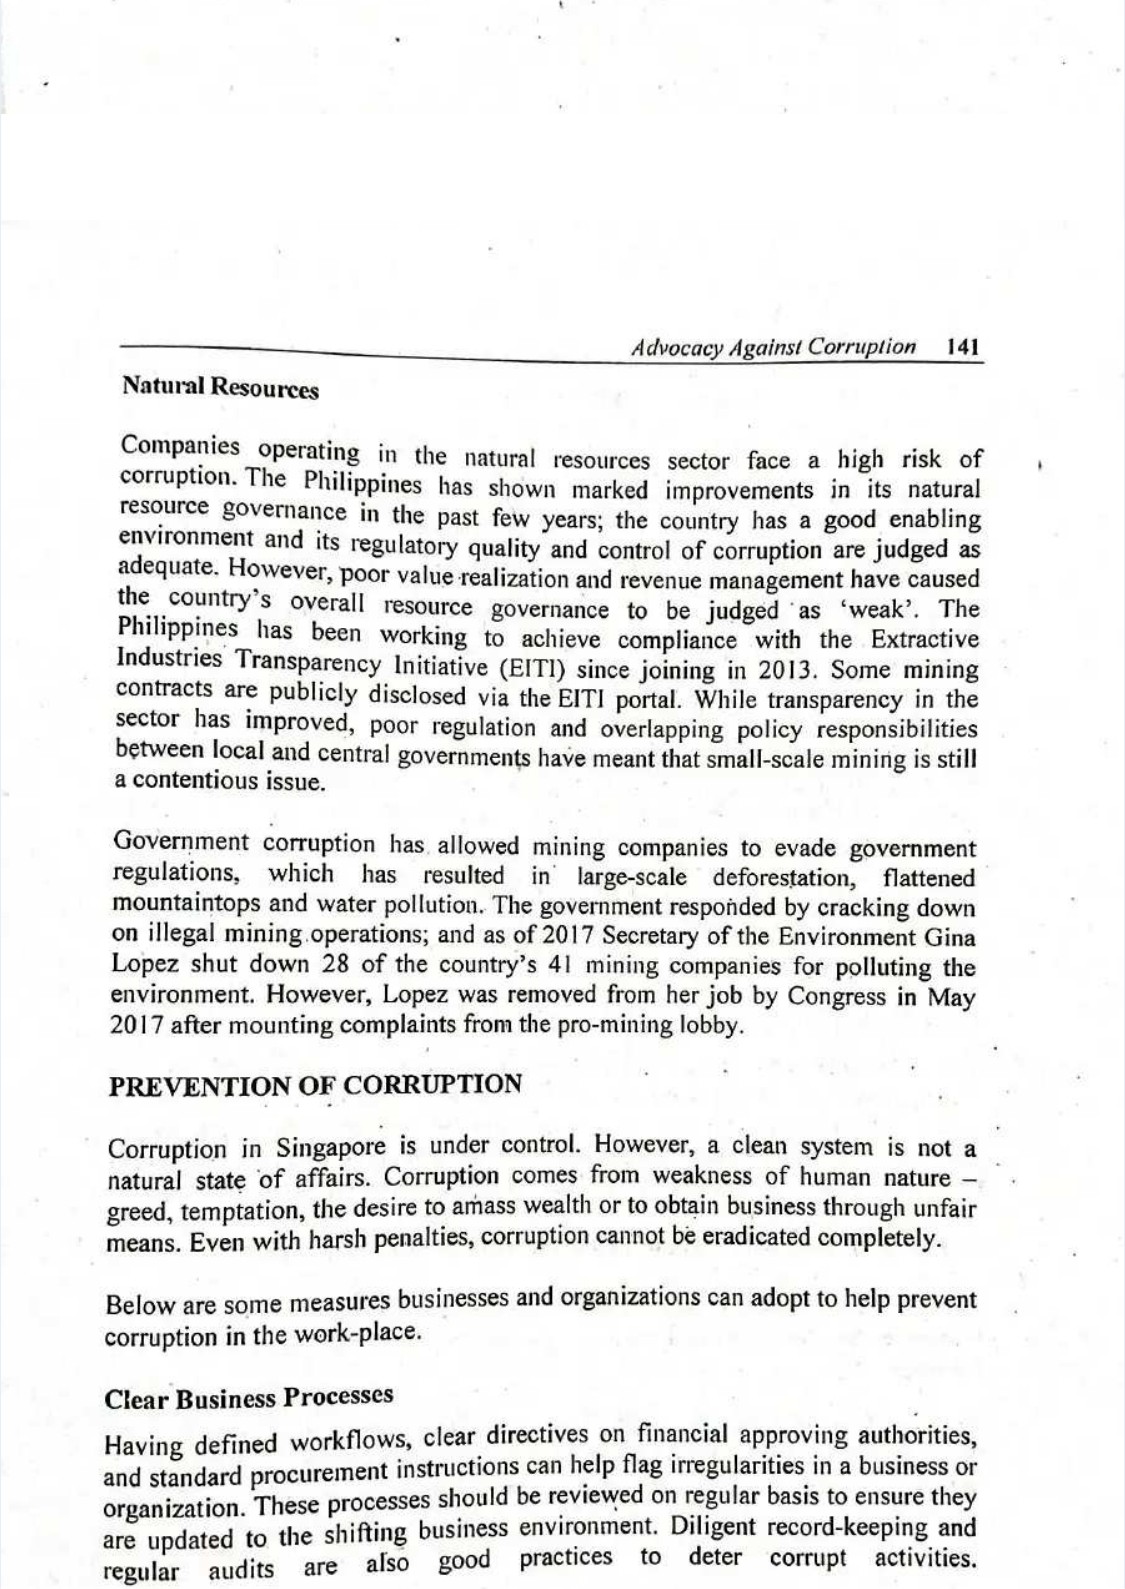 Advocacy Against Corruption 141
Natural Resources
Companies operating in the natural resources sector face a high risk of
corruption. The Philippines has shown marked improvements in its natural
resource governance in the past few years; the country has a good enabling
environment and its regulatory quality and control of corruption are judged as
adequate. However, poor value realization and revenue management have caused
the country's overall resource governance to be judged as 'weak'. The
Philippines has been working to achieve compliance with the Extractive
Industries Transparency Initiative (EITI) since joining in 2013. Some mining
contracts are publicly disclosed via the EITI portal. While transparency in the
sector has improved, poor regulation and overlapping policy responsibilities
between local and central governments have meant that small-scale mining is still
a contentious issue.
Government corruption has allowed mining companies to evade government
regulations, which has resulted in large-scale deforestation, flattened
mountaintops and water pollution. The government responded by cracking down
on illegal mining operations; and as of 2017 Secretary of the Environment Gina
Lopez shut down 28 of the country's 41 mining companies for polluting the
environment. However, Lopez was removed from her job by Congress in May
2017 after mounting complaints from the pro-mining lobby.
PREVENTION OF CORRUPTION
Corruption in Singapore is under control. However, a clean system is not a
natural state of affairs. Corruption comes from weakness of human nature –
greed, temptation, the desire to amass wealth or to obtain business through unfair
means. Even with harsh penalties, corruption cannot be eradicated completely.
Below are some measures businesses and organizations can adopt to help prevent
corruption in the work-place.
Clear Business Processes
Having defined workflows, clear directives on financial approving authorities,
and standard procurement instructions can help flag irregularities in a business or
organization. These processes should be reviewed on regular basis to ensure they
are updated to the shifting business environment. Diligent record-keeping and
regular audits are also good practices to deter corrupt activities.